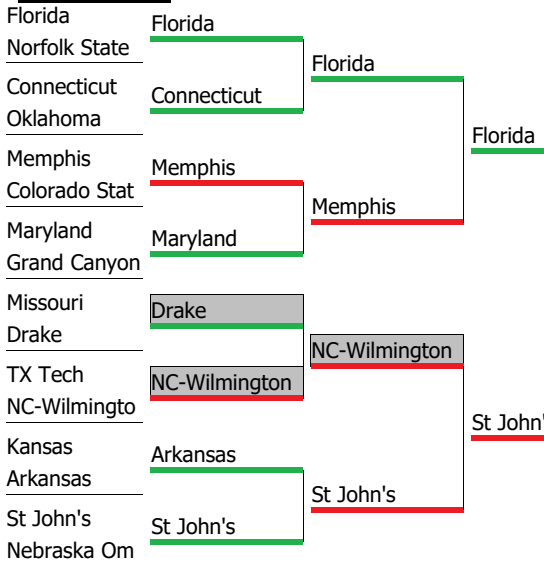 Florida
Norfolk State
Connecticut
Oklahoma
Memphis
Colorado Stat
Maryland
Grand Canyon
Missouri
Drake
TX Tech
NC-Wilmingto
Kansas
Arkansas
St John's
Nebraska Om
Florida
Connecticut
Memphis
Maryland
Drake
NC-Wilmington
Arkansas
St John's
Florida
Memphis
NC-Wilmington
St John's
Florida
St John'